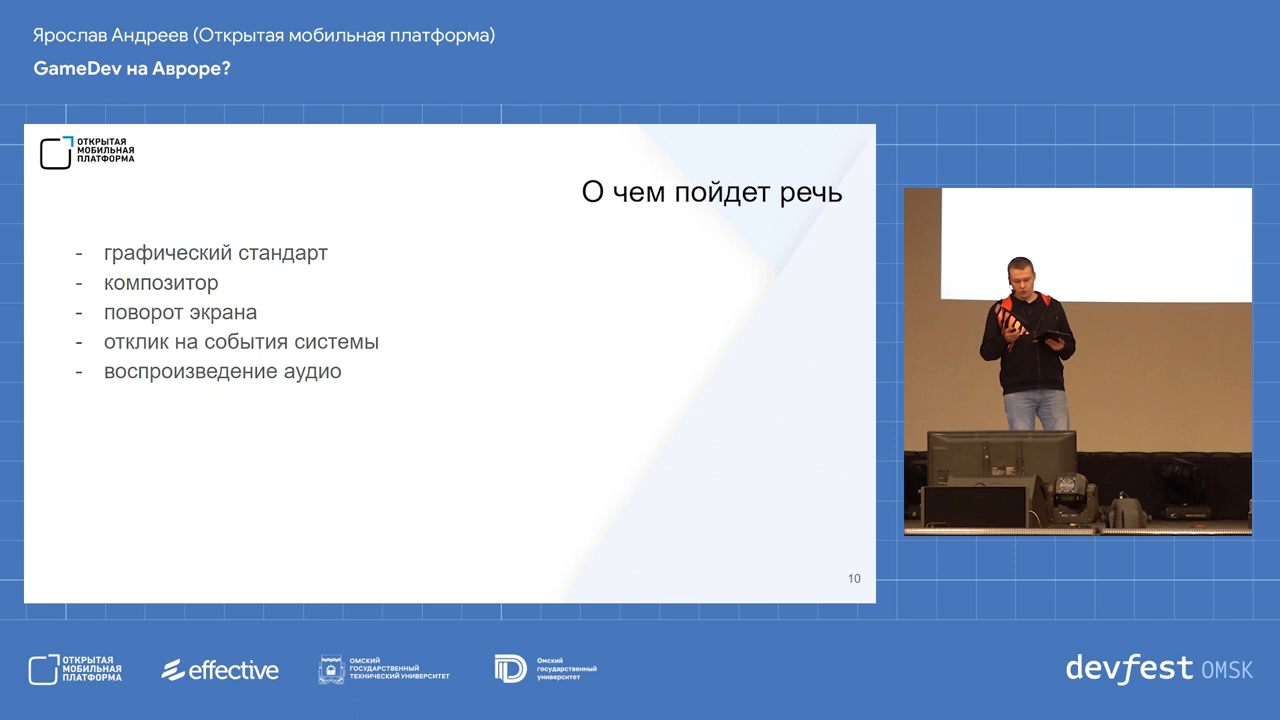 Ярослав Андреев (Открытая мобильная платформа)
GameDev на Авроре?
ОТКРЫТАЯ
МОБИЛЬНАЯ
ПЛАТФОРМА
О чем пойдет речь
- графический стандарт
- композитор
- поворот экрана
- отклик на события системы
- воспроизведение аудио
10
ОТКРЫТАЯ
МОБИЛЬНАЯ
ПЛАТФОРМА
effective
ОМСКИЙ
ГОСУДАРСТВЕННЫЙ
ТЕХНИЧЕСКИЙ УНИВЕРСИТЕТ
Омский
государственный
университет
devfest OMSK